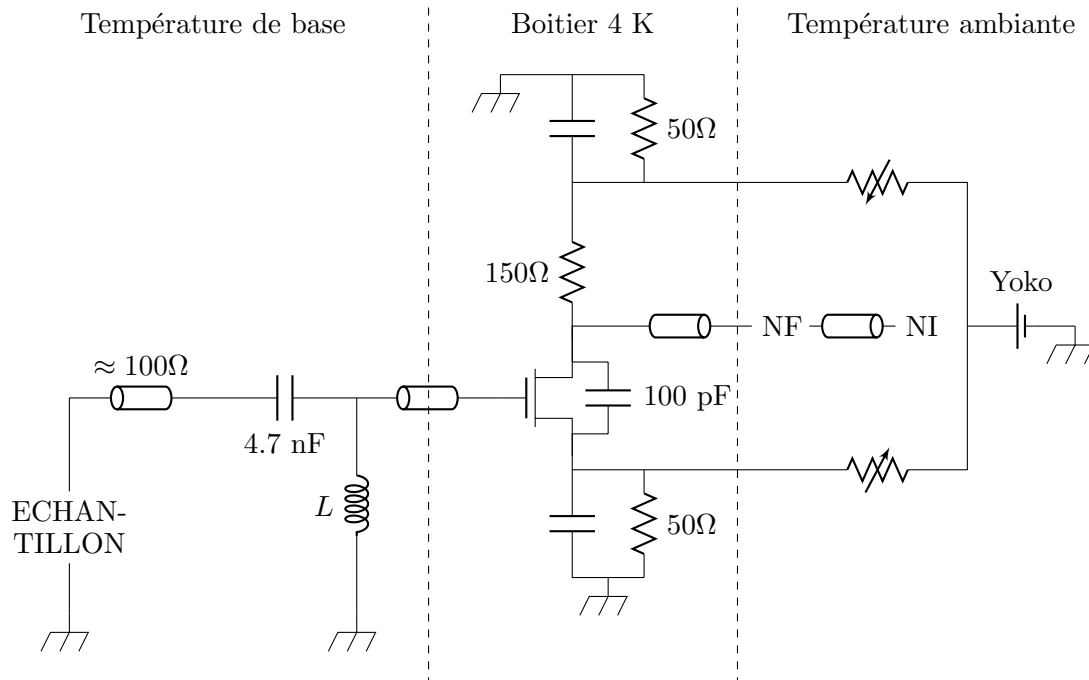 Température de base
Boitier 4 K
Température ambiante
50Ω
150Ω
Yoko
NF
NI
≈ 100Ω
100 pF
4.7 nF
L
ECHAN-
TILLON
50Ω